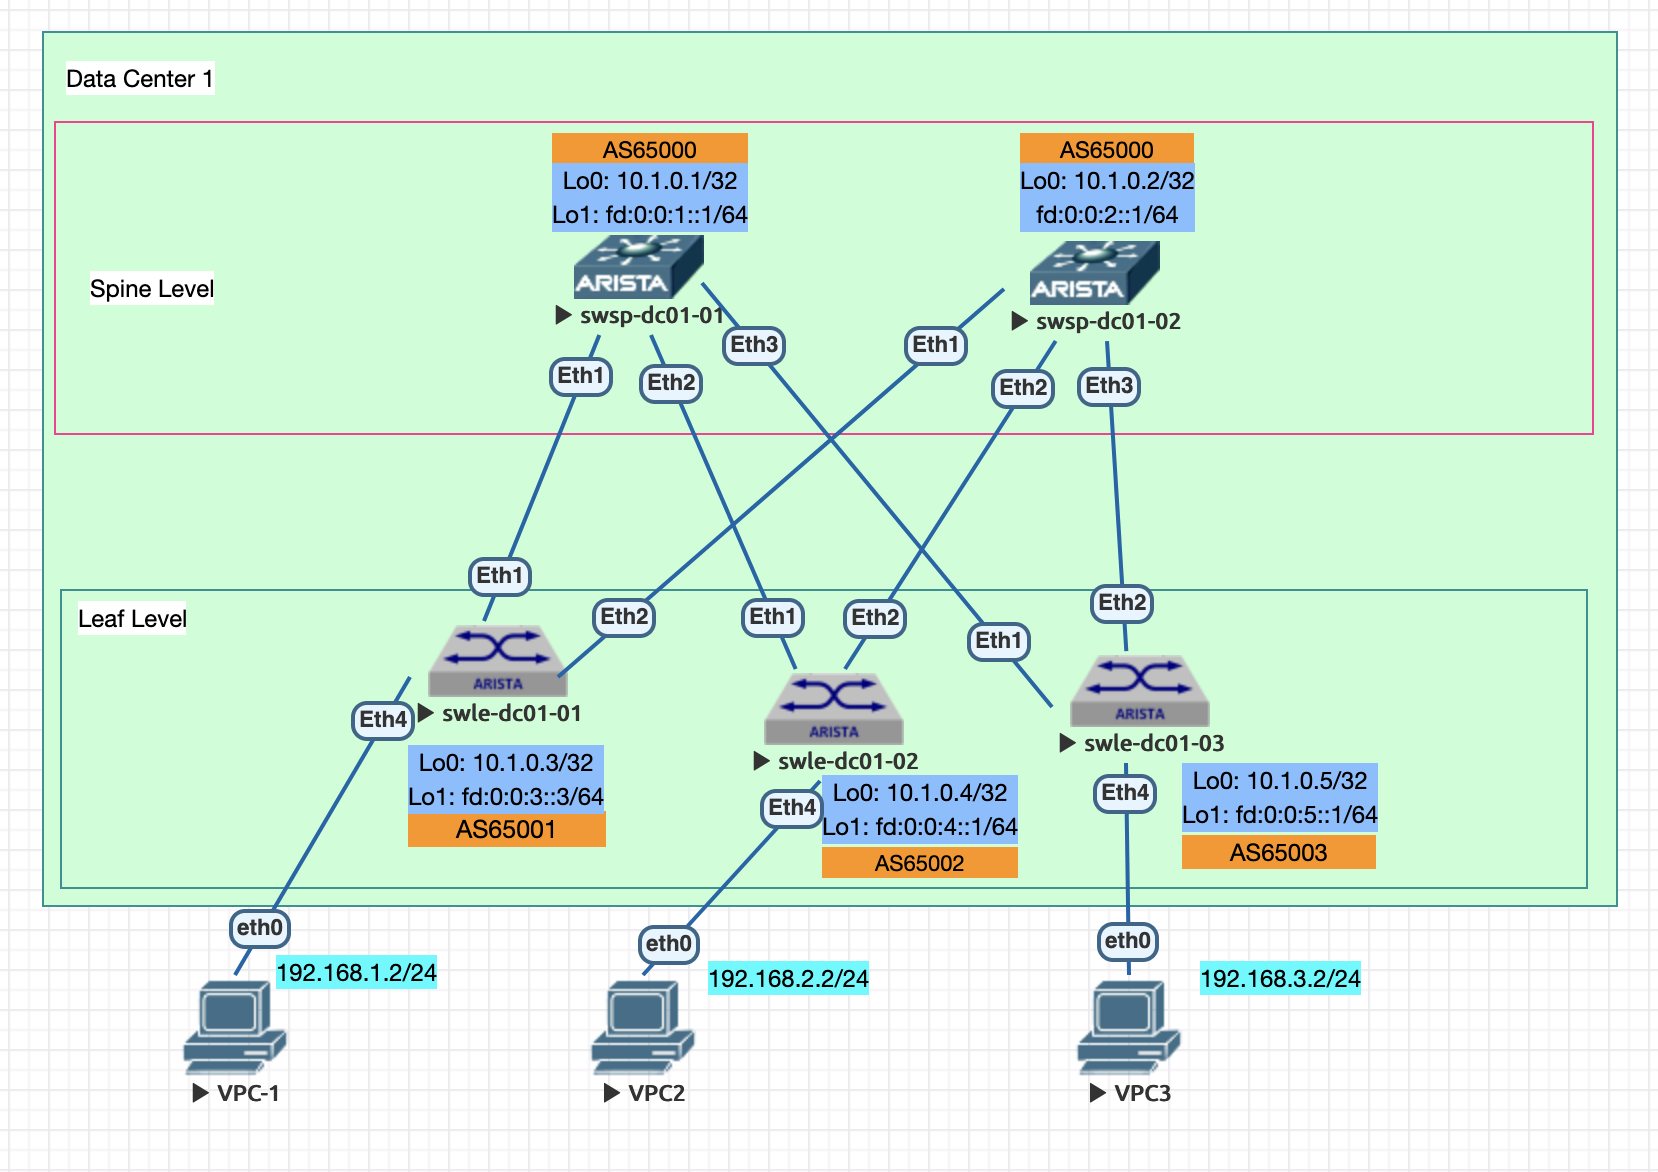 Data Center 1
AS65000
Lo0: 10.1.0.1/32
Lo1: fd:0:0:1::1/64
ARISTA
swsp-dc01-01
AS65000
Lo0: 10.1.0.2/32
fd:0:0:2::1/64
ARISTA
swsp-dc01-02
Spine Level
Eth1
Eth2
Eth3
Eth1
Eth2
Eth3
Leaf Level
Eth1
Eth2
Eth1
Eth2
Eth1
Eth2
ARISTA
swle-dc01-01
Eth4
Lo0: 10.1.0.3/32
Lo1: fd:0:0:3::3/64
AS65001
ARISTA
swle-dc01-02
Eth4
Lo0: 10.1.0.4/32
Lo1: fd:0:0:4::1/64
AS65002
ARISTA
swle-dc01-03
Eth4
Lo0: 10.1.0.5/32
Lo1: fd:0:0:5::1/64
AS65003
eth0
192.168.1.2/24
VPC-1
eth0
192.168.2.2/24
VPC2
eth0
192.168.3.2/24
VPC3